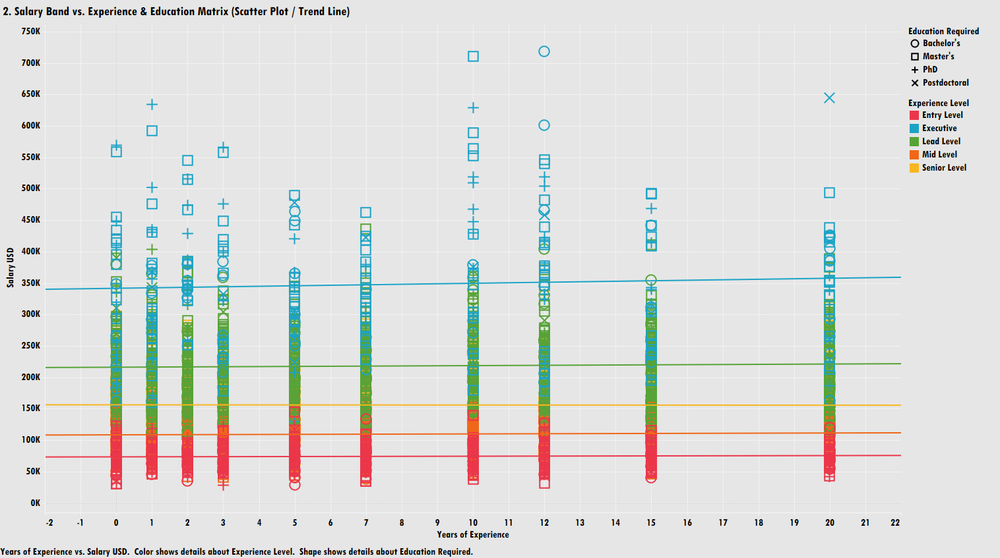 2. Salary Band vs. Experience & Education Matrix (Scatter Plot / Trend Line)
750K
700K
650K
600K
550K
500K
450K
400K
350K
300K
250K
200K
150K
100K
50K
0K
Salary USD
-2 -1 0 1 2 3 4 5 6 7 8 9 10 11 12 13 14 15 16 17 18 19 20 21 22
Years of Experience
Education Required
Bachelor's
Master's
PhD
Postdoctoral
Experience Level
Entry Level
Executive
Lead Level
Mid Level
Senior Level
Years of Experience vs. Salary USD. Color shows details about Experience Level. Shape shows details about Education Required.